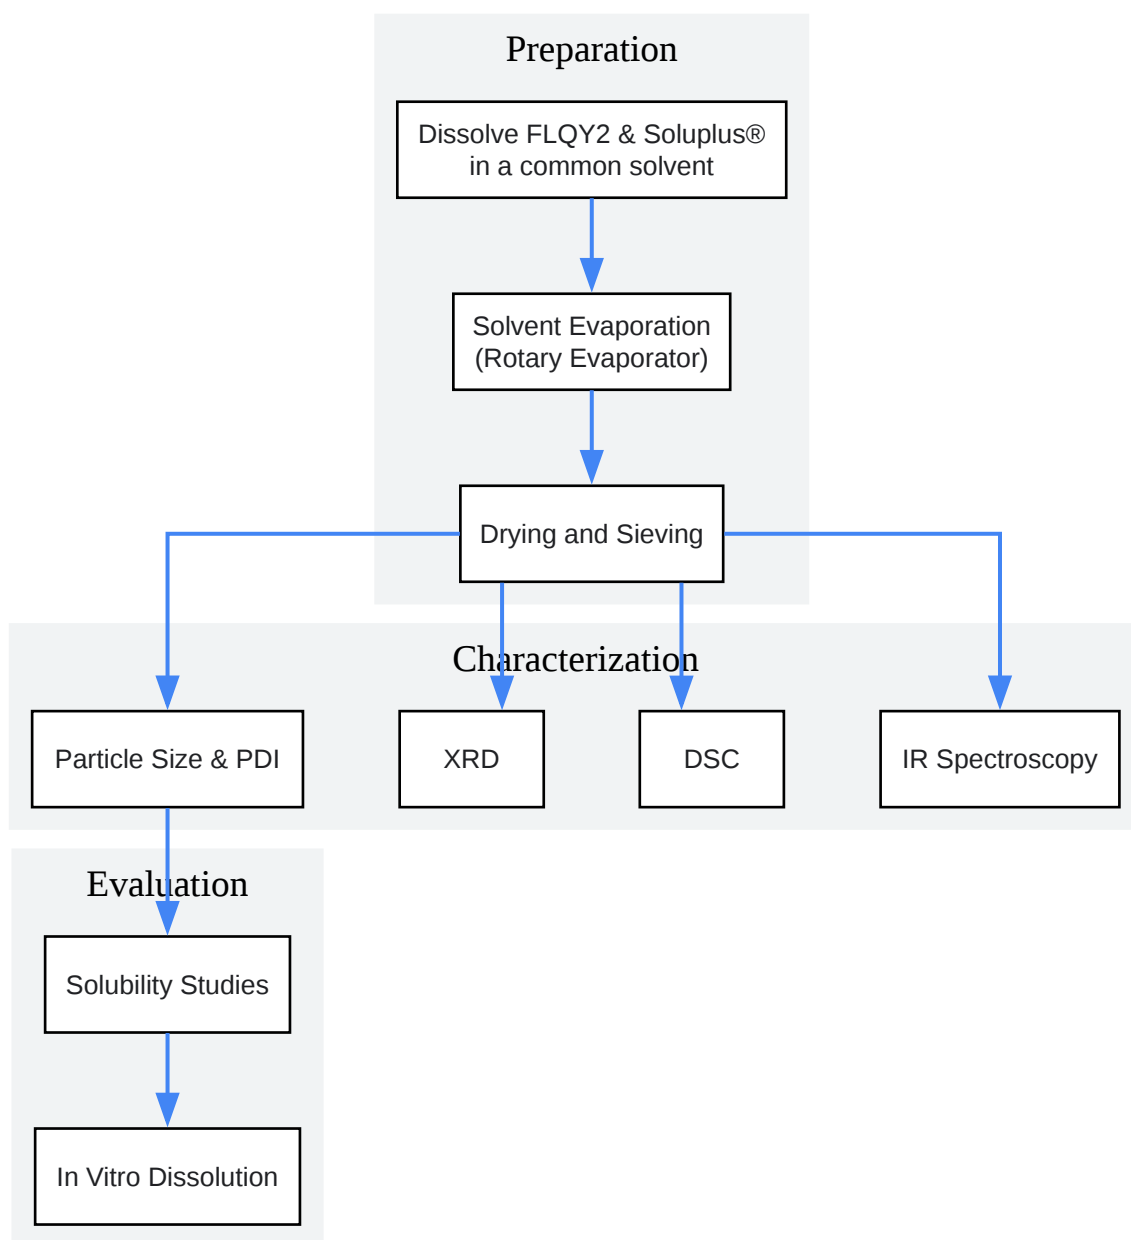 Preparation
Dissolve FLQY2 & Soluplus®
in a common solvent
Solvent Evaporation
(Rotary Evaporator)
Drying and Sieving
Characterization
Particle Size & PDI
XRD
DSC
IR Spectroscopy
Evaluation
Solubility Studies
In Vitro Dissolution